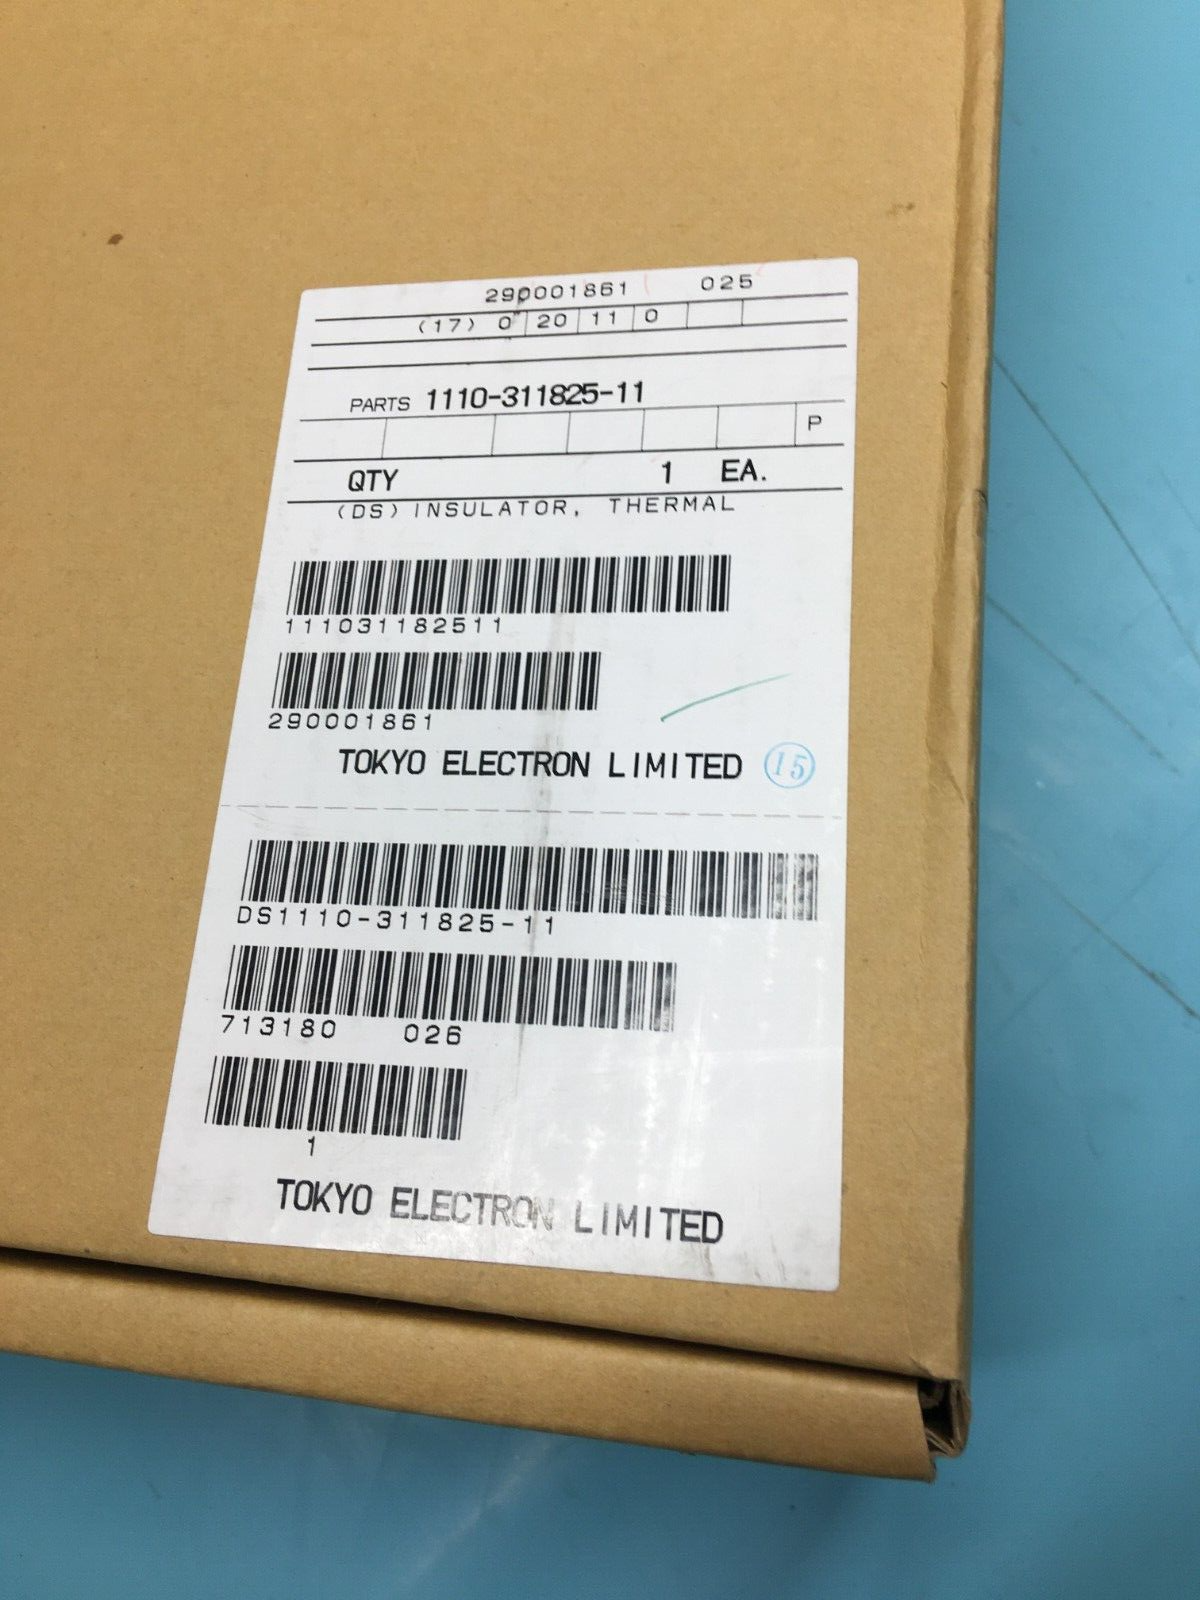 290001861 025
(17) 0 20 11 0
PARTS 1110-311825-11
P
QTY 1 EA.
(DS) INSULATOR, THERMAL
111031182511
290001861
TOKYO ELECTRON LIMITED 15
DS1110-311825-11
713180 026
1
TOKYO ELECTRON LIMITED